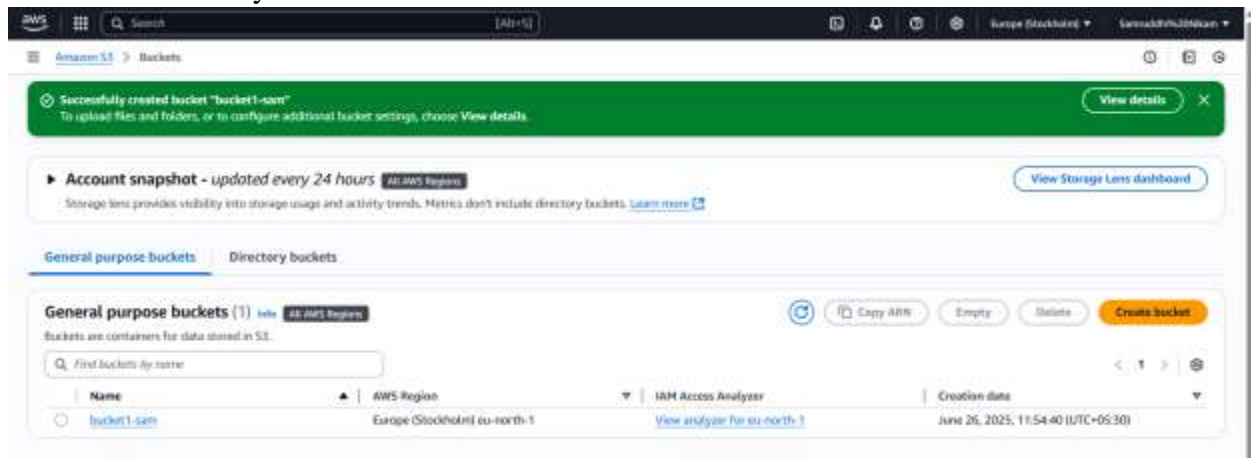 aws Search [Alt+S] Europe (Stockholm)
Amazon S3 > Buckets
Successfully created bucket "bucket1-sam"
To upload files and folders, or to configure additional bucket settings, choose View details.
View details
Account snapshot - updated every 24 hours All AWS Regions
View Storage Lens dashboard
Storage lens provides visibility into storage usage and activity trends. Metrics don't include directory buckets. Learn more
General purpose buckets Directory buckets
General purpose buckets (1) Info All AWS Regions
Copy ARN Empty Delete Create bucket
Buckets are containers for data stored in S3.
Find buckets by name
1
Name AWS Region IAM Access Analyzer Creation date
bucket1-sam Europe (Stockholm) eu-north-1 View analyzer for eu-north-1 June 26, 2025, 11:54:40 (UTC+05:30)